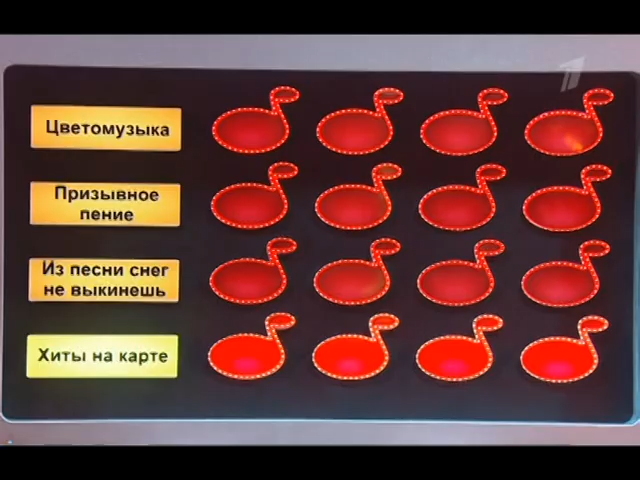 Цветомузыка
Призывное
пение
Из песни снег
не выкинешь
Хиты на карте